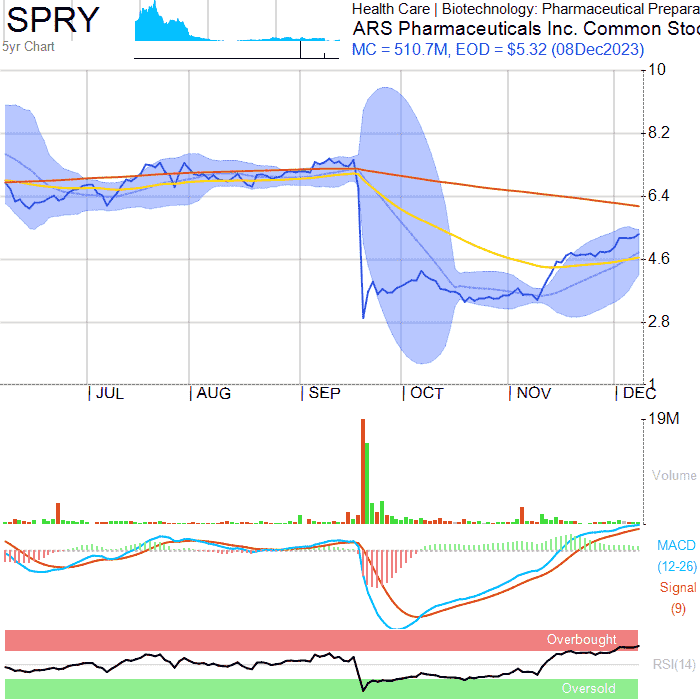 SPRY
5yr Chart
Health Care | Biotechnology: Pharmaceutical Prepara
ARS Pharmaceuticals Inc. Common Stoc
MC = 510.7M, EOD = $5.32 (08Dec2023)
10
8.2
6.4
4.6
2.8
1
JUL AUG SEP OCT NOV DEC
19M
Volume
MACD
(12-26)
Signal
(9)
Overbought
RSI(14)
Oversold